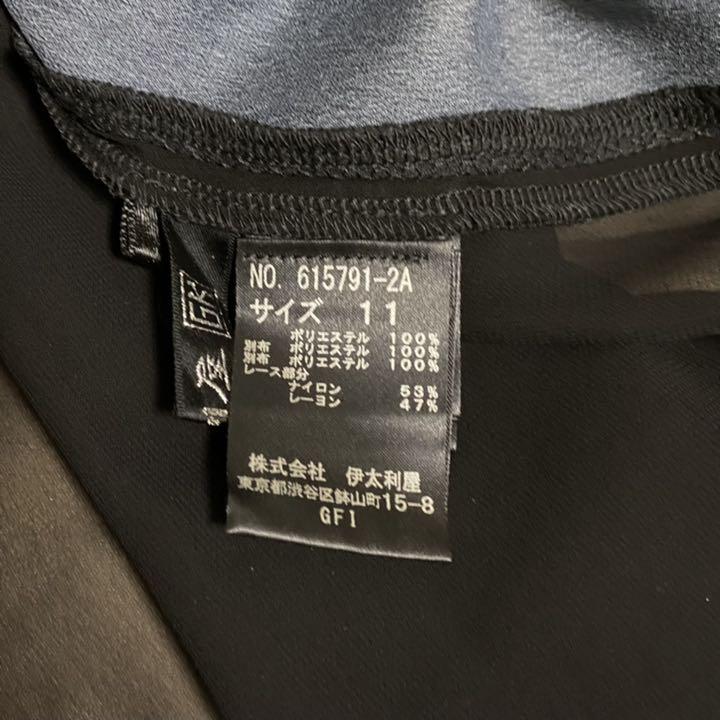 NO. 615791-2A
サイズ 11
ポリエステル 100%
別布 ポリエステル 100%
別布 ポリエステル 100%
レース部分
ナイロン 53%
レーヨン 47%
株式会社 伊太利屋
東京都渋谷区鉢山町15-8
GFI
GK
屋